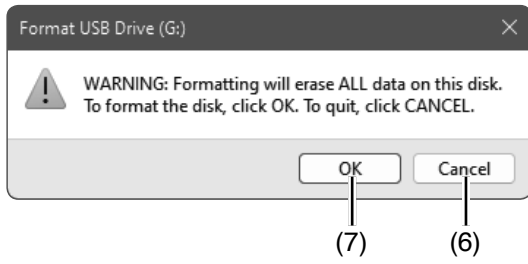 Format USB Drive (G:)
WARNING: Formatting will erase ALL data on this disk.
To format the disk, click OK. To quit, click CANCEL.
OK Cancel
(7) (6)